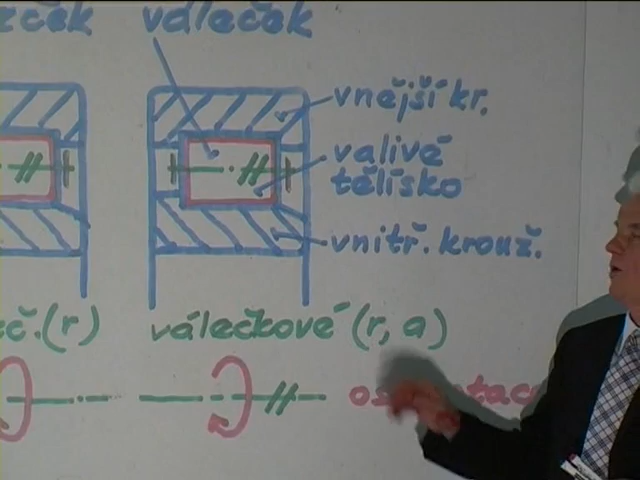 váleček
vnější kr.
valivé
tělísko
vnitř. krouž.
válečkové (r, a)